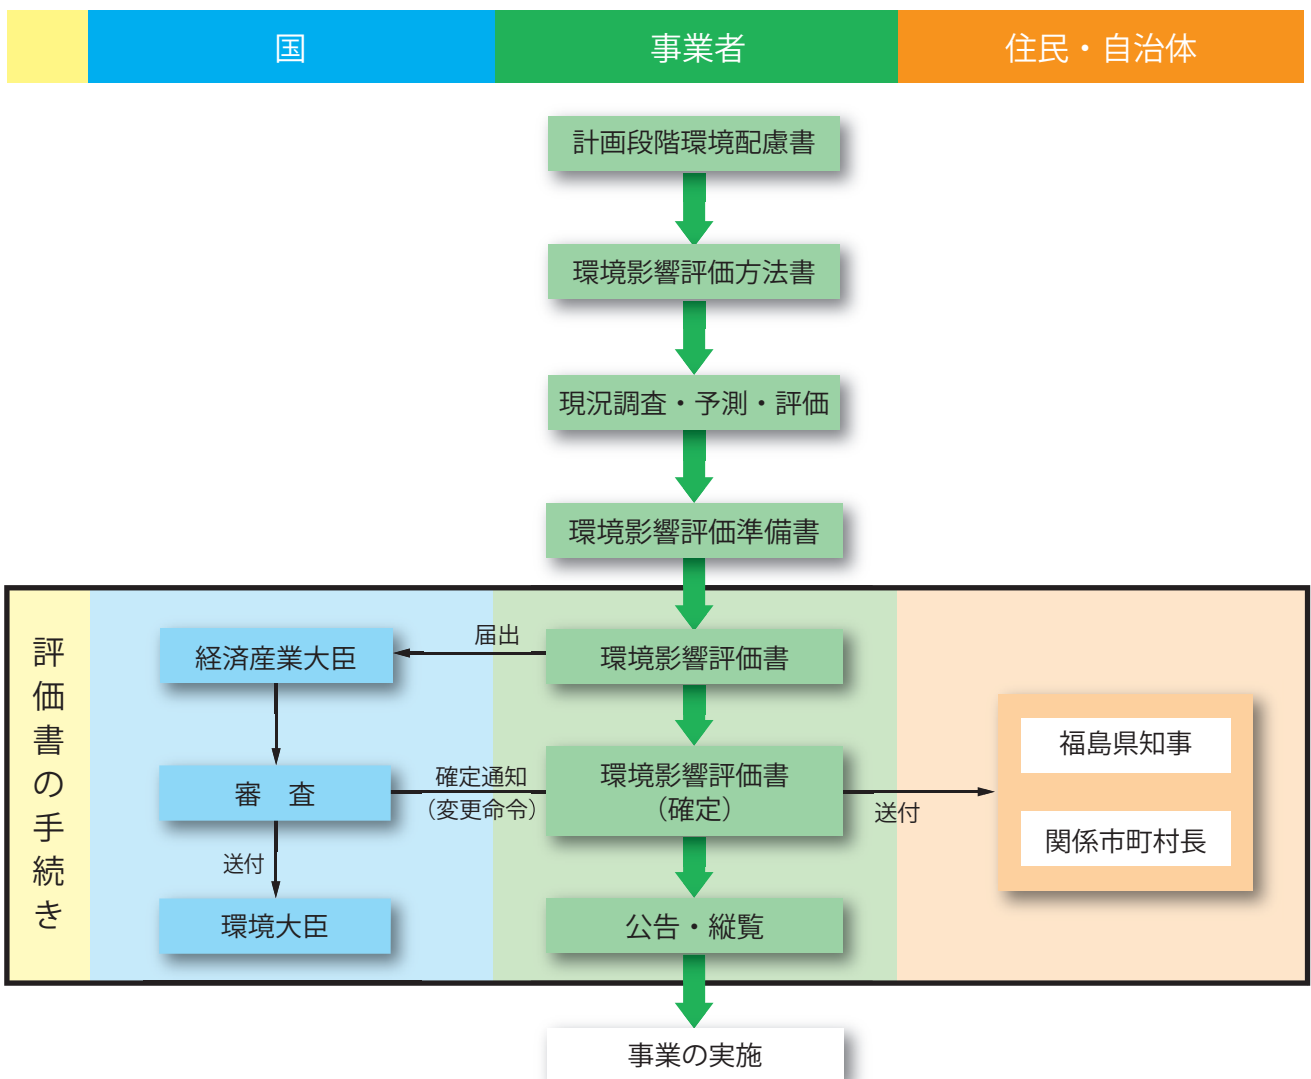 国
事業者
住民・自治体
計画段階環境配慮書
環境影響評価方法書
現況調査・予測・評価
環境影響評価準備書
評価書の手続き
経済産業大臣
届出
環境影響評価書
審　査
確定通知
（変更命令）
環境影響評価書
（確定）
送付
福島県知事
関係市町村長
送付
環境大臣
公告・縦覧
事業の実施